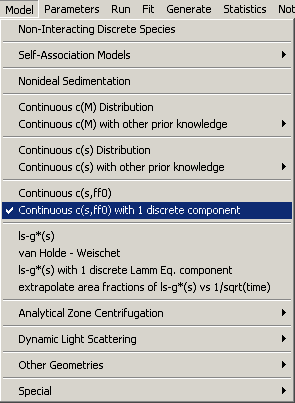 Model Parameters Run Fit Generate Statistics Not
Non-Interacting Discrete Species
Self-Association Models
Nonideal Sedimentation
Continuous c(M) Distribution
Continuous c(M) with other prior knowledge
Continuous c(s) Distribution
Continuous c(s) with other prior knowledge
Continuous c(s,ff0)
Continuous c(s,ff0) with 1 discrete component
ls-g*(s)
van Holde - Weischet
ls-g*(s) with 1 discrete Lamm Eq. component
extrapolate area fractions of ls-g*(s) vs 1/sqrt(time)
Analytical Zone Centrifugation
Dynamic Light Scattering
Other Geometries
Special